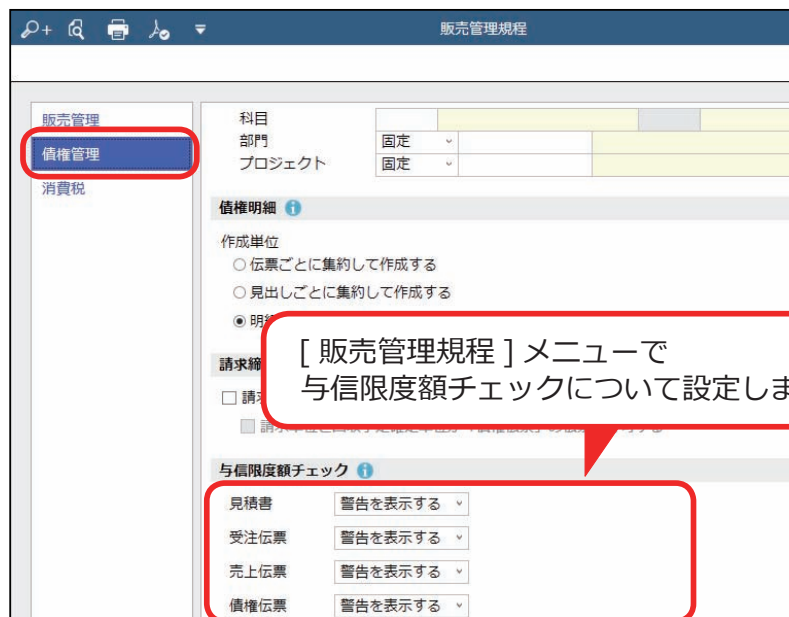 販売管理規程
販売管理
債権管理
消費税
科目
部門 固定
プロジェクト 固定
債権明細
作成単位
伝票ごとに集約して作成する
見出しごとに集約して作成する
明細
[ 販売管理規程 ] メニューで
与信限度額チェックについて設定しま
請求締
請求
与信限度額チェック
見積書 警告を表示する
受注伝票 警告を表示する
売上伝票 警告を表示する
債権伝票 警告を表示する